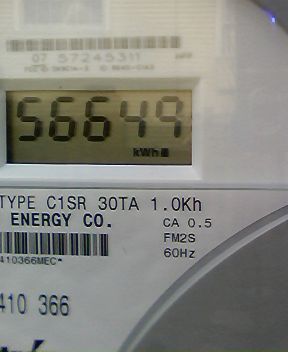 07 57245311
56649
kWh
TYPE C1SR 30TA 1.0Kh
ENERGY CO.
CA 0.5
FM2S
60Hz
410366MEC*
410 366